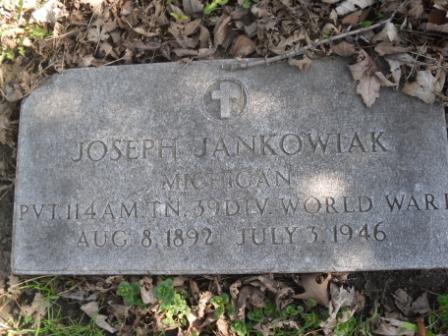 JOSEPH JANKOWIAK
MICHIGAN
PVT. 114 AM. TN. 39 DIV. WORLD WAR I
AUG 8, 1892 JULY 3, 1946